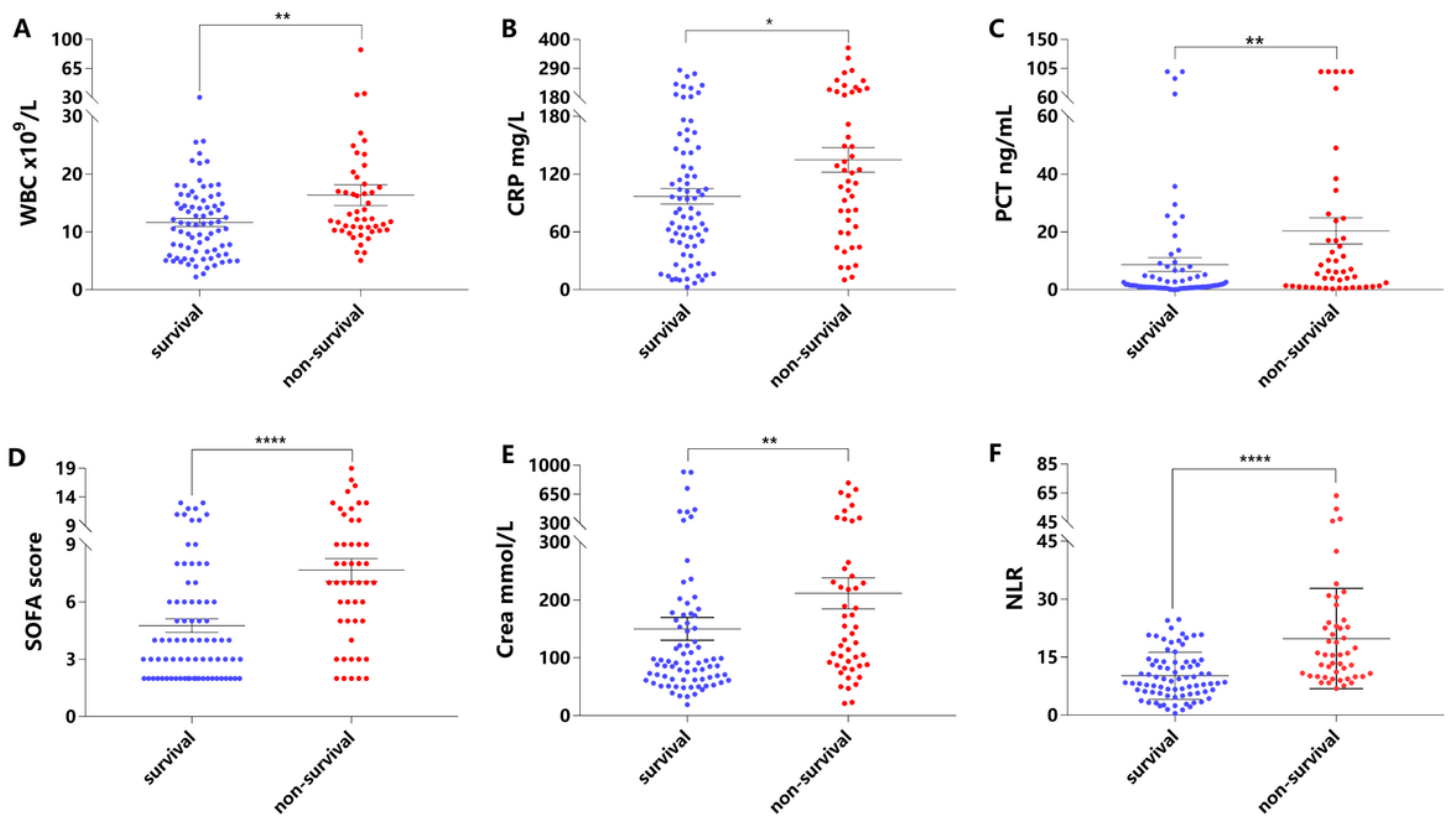 A
**
WBC x10⁹/L
100
65
30
30
20
10
0
survival
non-survival
B
*
CRP mg/L
400
290
180
180
120
60
0
survival
non-survival
C
**
PCT ng/mL
150
105
60
60
40
20
0
survival
non-survival
D
****
SOFA score
19
14
9
9
6
3
0
survival
non-survival
E
**
Crea mmol/L
1000
650
300
300
200
100
0
survival
non-survival
F
****
NLR
85
65
45
45
30
15
0
survival
non-survival